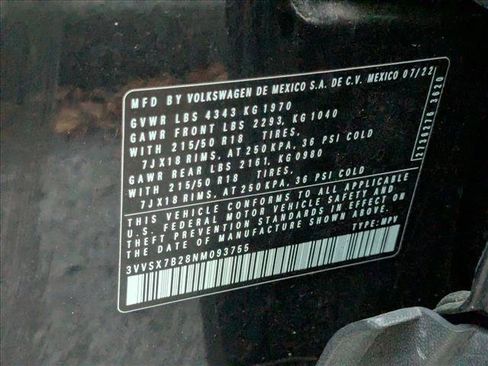 MFD BY VOLKSWAGEN DE MEXICO S.A. DE C.V. MEXICO 07/22
GVWR LBS 4343 KG 1970
GAWR FRONT LBS 2293, KG 1040
WITH 215/50 R18 TIRES,
7JX18 RIMS, AT 250 KPA, 36 PSI COLD
GAWR REAR LBS 2161, KG 0980
WITH 215/50 R18 TIRES,
7JX18 RIMS, AT 250 KPA, 36 PSI COLD
THIS VEHICLE CONFORMS TO ALL APPLICABLE
U.S. FEDERAL MOTOR VEHICLE SAFETY AND
THEFT PREVENTION STANDARDS IN EFFECT ON
THE DATE OF MANUFACTURE SHOWN ABOVE.
TYPE: MPV
3VVSX7B28NM093755